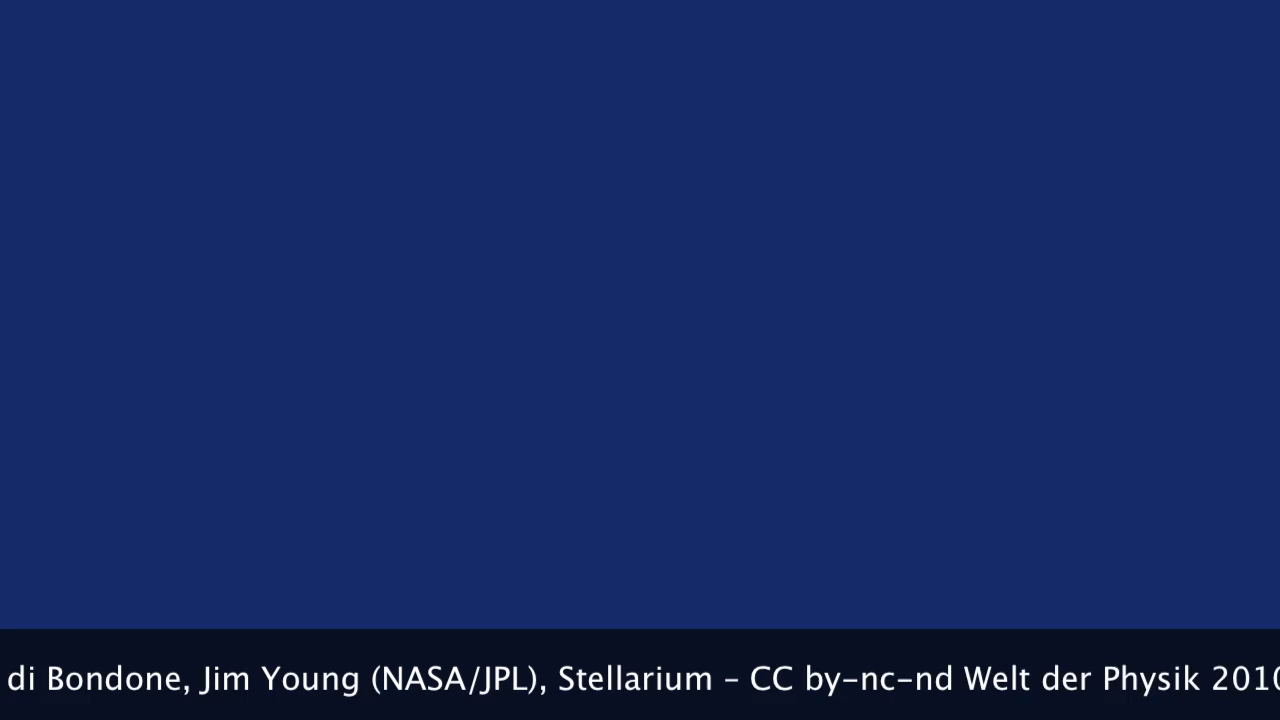 di Bondone, Jim Young (NASA/JPL), Stellarium – CC by-nc-nd Welt der Physik 2010